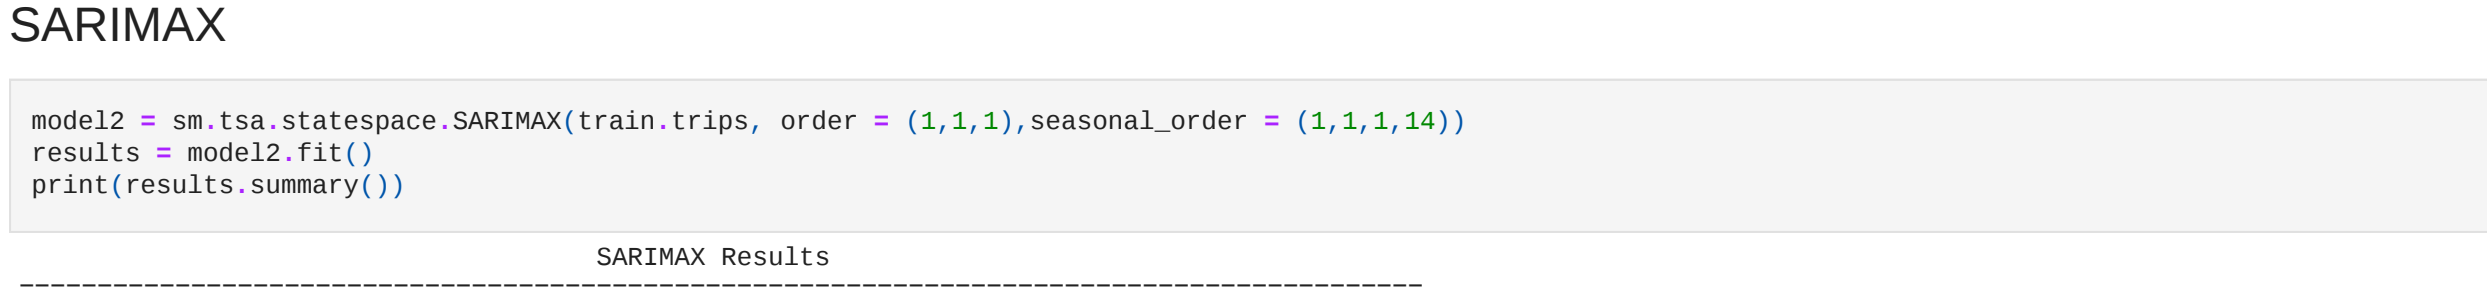 SARIMAX
model2 = sm.tsa.statespace.SARIMAX(train.trips, order = (1,1,1),seasonal_order = (1,1,1,14))
results = model2.fit()
print(results.summary())
SARIMAX Results
==========================================================================================